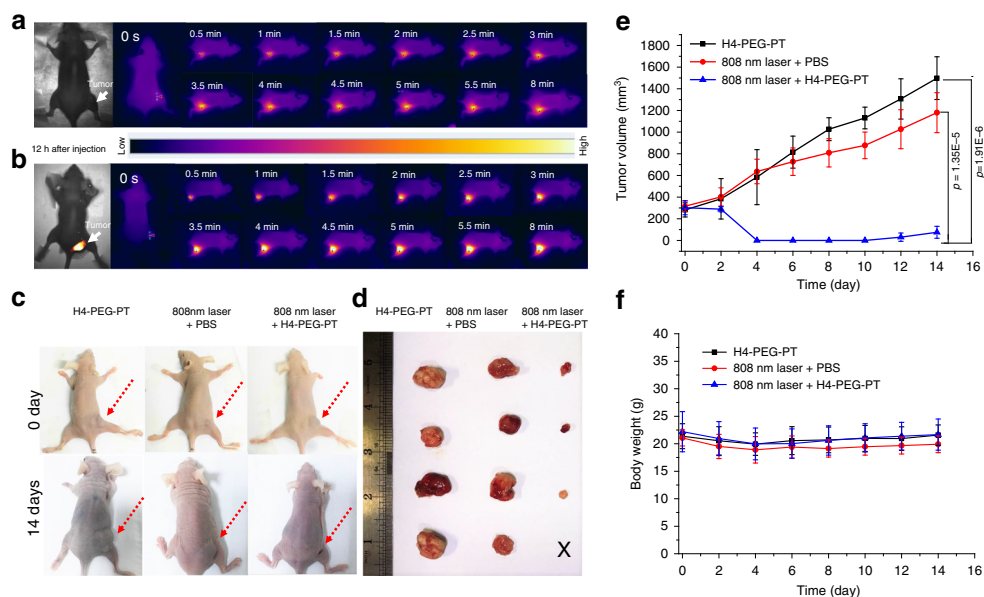 a
0 s
0.5 min
1 min
1.5 min
2 min
2.5 min
3 min
Tumor
3.5 min
4 min
4.5 min
5 min
5.5 min
8 min
12 h after injection
Low
High
b
0 s
0.5 min
1 min
1.5 min
2 min
2.5 min
3 min
Tumor
3.5 min
4 min
4.5 min
5 min
5.5 min
8 min
c
H4-PEG-PT
808nm laser
+ PBS
808 nm laser
+ H4-PEG-PT
0 day
14 days
d
H4-PEG-PT
808 nm laser
+ PBS
808 nm laser
+ H4-PEG-PT
5
4
3
2
1
X
e
H4-PEG-PT
808 nm laser + PBS
808 nm laser + H4-PEG-PT
Tumor volume (mm³)
1800
1600
1400
1200
1000
800
600
400
200
0
0 2 4 6 8 10 12 14 16
Time (day)
p = 1.35E–5
p = 1.91E–6
f
H4-PEG-PT
808 nm laser + PBS
808 nm laser + H4-PEG-PT
Body weight (g)
40
35
30
25
20
15
10
5
0
0 2 4 6 8 10 12 14 16
Time (day)